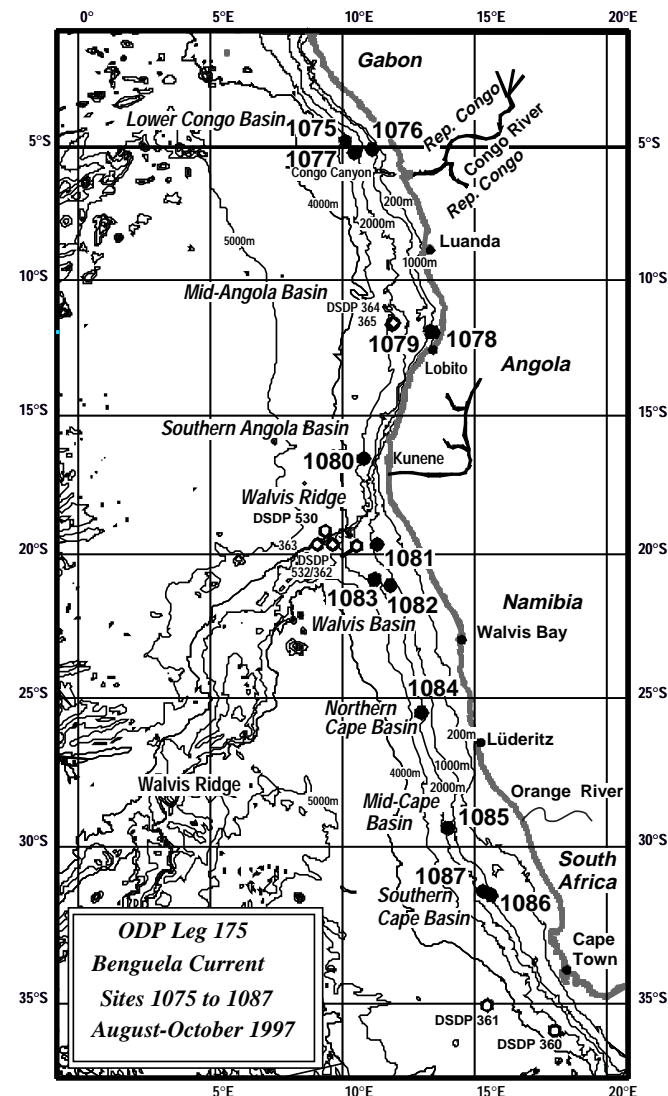 0° 5°E 10°E 15°E 20°E
Gabon
Rep. Congo
Congo River
Rep. Congo
Lower Congo Basin
1075
1076
5°S
5°S
1077
Congo Canyon
4000m
200m
2000m
5000m
Luanda
1000m
10°S
10°S
Mid-Angola Basin
DSDP 364
365
1079
1078
Lobito
Angola
15°S
15°S
Southern Angola Basin
1080
Kunene
Walvis Ridge
DSDP 530
363
DSDP
532/362
20°S
20°S
1081
1083
1082
Namibia
Walvis Basin
Walvis Bay
25°S
25°S
1084
Northern
Cape Basin
200m
Lüderitz
1000m
4000m
2000m
Walvis Ridge
5000m
Orange River
Mid-Cape
Basin
1085
30°S
30°S
South
Africa
1087
1086
Southern
Cape Basin
Cape
Town
ODP Leg 175
Benguela Current
Sites 1075 to 1087
August-October 1997
35°S
35°S
DSDP 361
DSDP 360
5°E 10°E 15°E 20°E